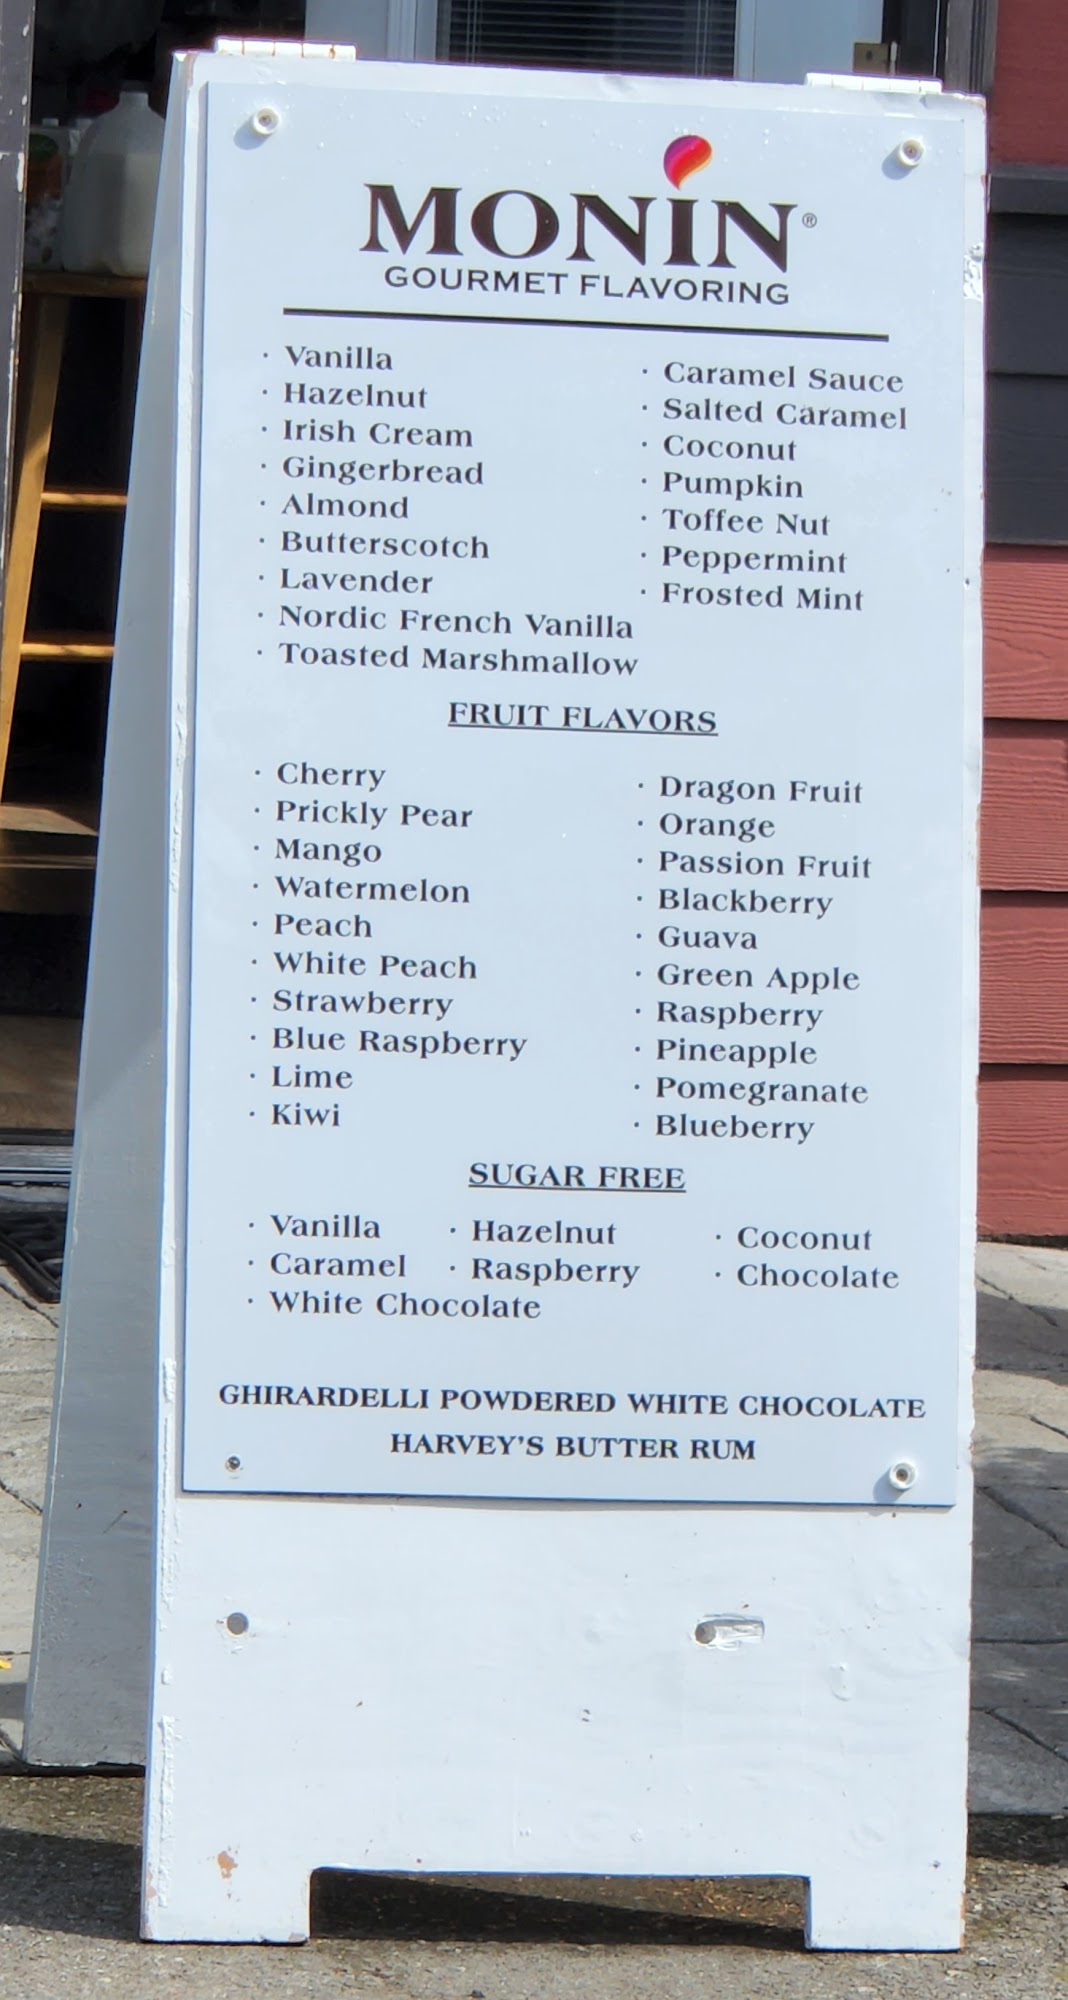 MONIN®
GOURMET FLAVORING
· Vanilla
· Hazelnut
· Irish Cream
· Gingerbread
· Almond
· Butterscotch
· Lavender
· Nordic French Vanilla
· Toasted Marshmallow
· Caramel Sauce
· Salted Caramel
· Coconut
· Pumpkin
· Toffee Nut
· Peppermint
· Frosted Mint
FRUIT FLAVORS
· Cherry
· Prickly Pear
· Mango
· Watermelon
· Peach
· White Peach
· Strawberry
· Blue Raspberry
· Lime
· Kiwi
· Dragon Fruit
· Orange
· Passion Fruit
· Blackberry
· Guava
· Green Apple
· Raspberry
· Pineapple
· Pomegranate
· Blueberry
SUGAR FREE
· Vanilla · Hazelnut · Coconut
· Caramel · Raspberry · Chocolate
· White Chocolate
GHIRARDELLI POWDERED WHITE CHOCOLATE
HARVEY'S BUTTER RUM